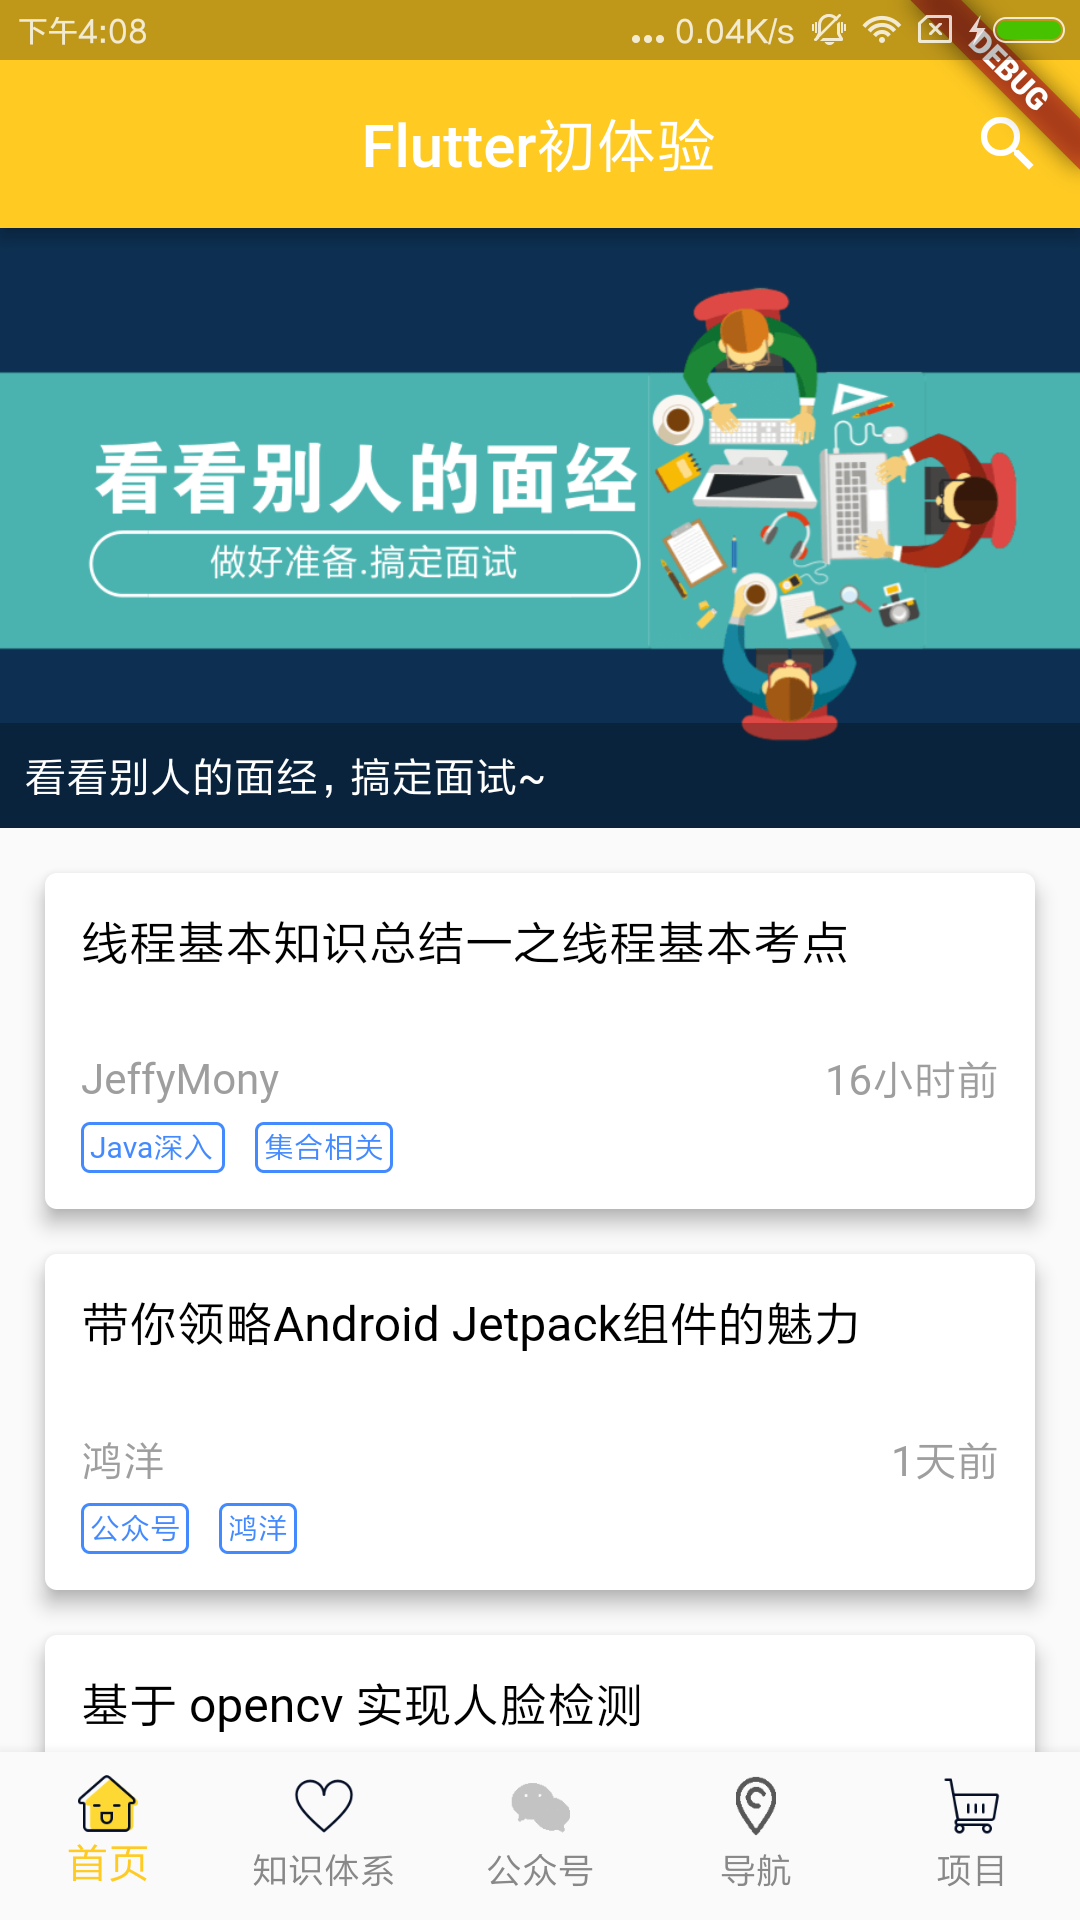 下午4:08
... 0.04K/s
DEBUG
Flutter初体验
看看别人的面经
做好准备.搞定面试
看看别人的面经,搞定面试~
线程基本知识总结一之线程基本考点
JeffyMony 16小时前
Java深入 集合相关
带你领略Android Jetpack组件的魅力
鸿洋 1天前
公众号 鸿洋
基于 opencv 实现人脸检测
首页 知识体系 公众号 导航 项目